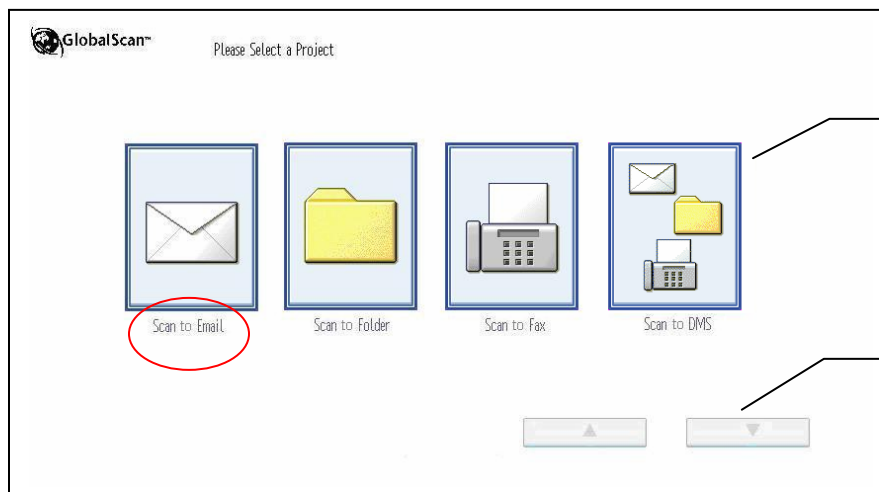 GlobalScan™
Please Select a Project
Scan to Email
Scan to Folder
Scan to Fax
Scan to DMS